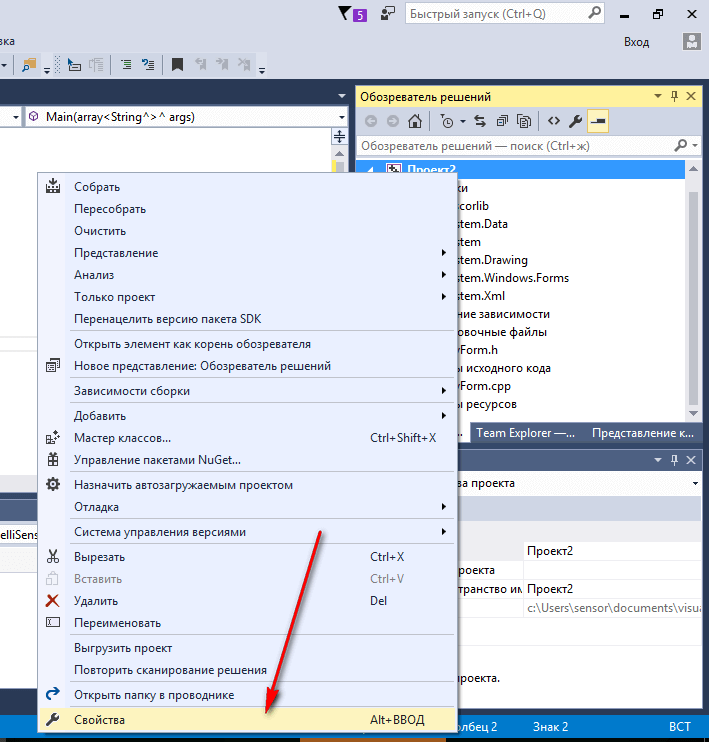 5
Быстрый запуск (Ctrl+Q)
вка
Вход
Обозреватель решений
Main(array<String^>^ args)
Обозреватель решений — поиск (Ctrl+ж)
Проект2
ки
scorlib
stem.Data
stem
stem.Drawing
stem.Windows.Forms
stem.Xml
ние зависимости
овочные файлы
yForm.h
ы исходного кода
yForm.cpp
ы ресурсов
Собрать
Пересобрать
Очистить
Представление
Анализ
Только проект
Перенацелить версию пакета SDK
Открыть элемент как корень обозревателя
Новое представление: Обозреватель решений
Зависимости сборки
Добавить
Мастер классов... Ctrl+Shift+X
Управление пакетами NuGet...
Назначить автозагружаемым проектом
Отладка
Система управления версиями
Вырезать Ctrl+X
Вставить Ctrl+V
Удалить Del
Переименовать
Выгрузить проект
Повторить сканирование решения
Открыть папку в проводнике
Свойства Alt+ВВОД
... Team Explorer —... Представление к...
ва проекта
elliSens
Проект2
роекта
транство им Проект2
c:\Users\sensor\documents\visua
проекта.
олбец 2 Знак 2 ВСТ